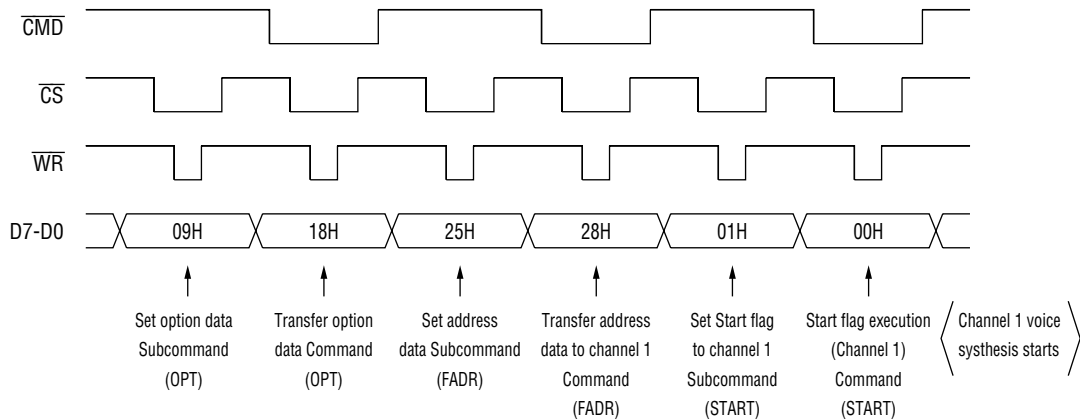 CMD
CS
WR
D7-D0
09H
18H
25H
28H
01H
00H
Set option data
Subcommand
(OPT)
Transfer option
data Command
(OPT)
Set address
data Subcommand
(FADR)
Transfer address
data to channel 1
Command
(FADR)
Set Start flag
to channel 1
Subcommand
(START)
Start flag execution
(Channel 1)
Command
(START)
Channel 1 voice
systhesis starts